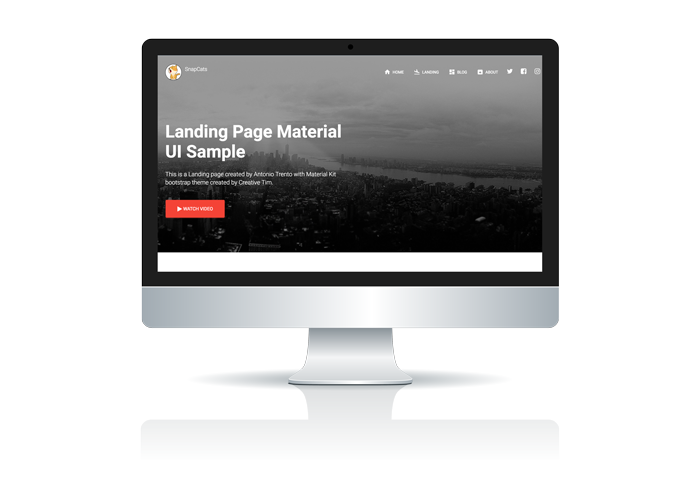 SnapCats
HOME LANDING BLOG ABOUT
Landing Page Material
UI Sample
This is a Landing page created by Antonio Trento with Material Kit
bootstrap theme created by Creative Tim.
WATCH VIDEO